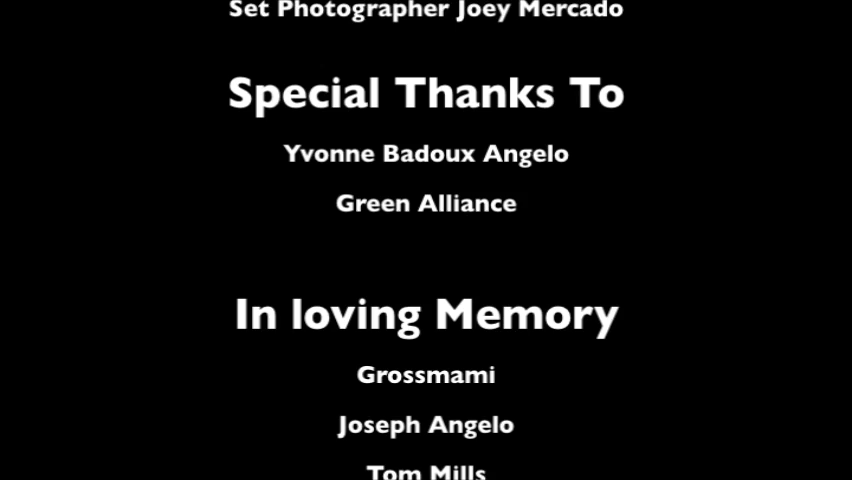 Set Photographer Joey Mercado
Special Thanks To
Yvonne Badoux Angelo
Green Alliance
In loving Memory
Grossmami
Joseph Angelo
Tom Mills